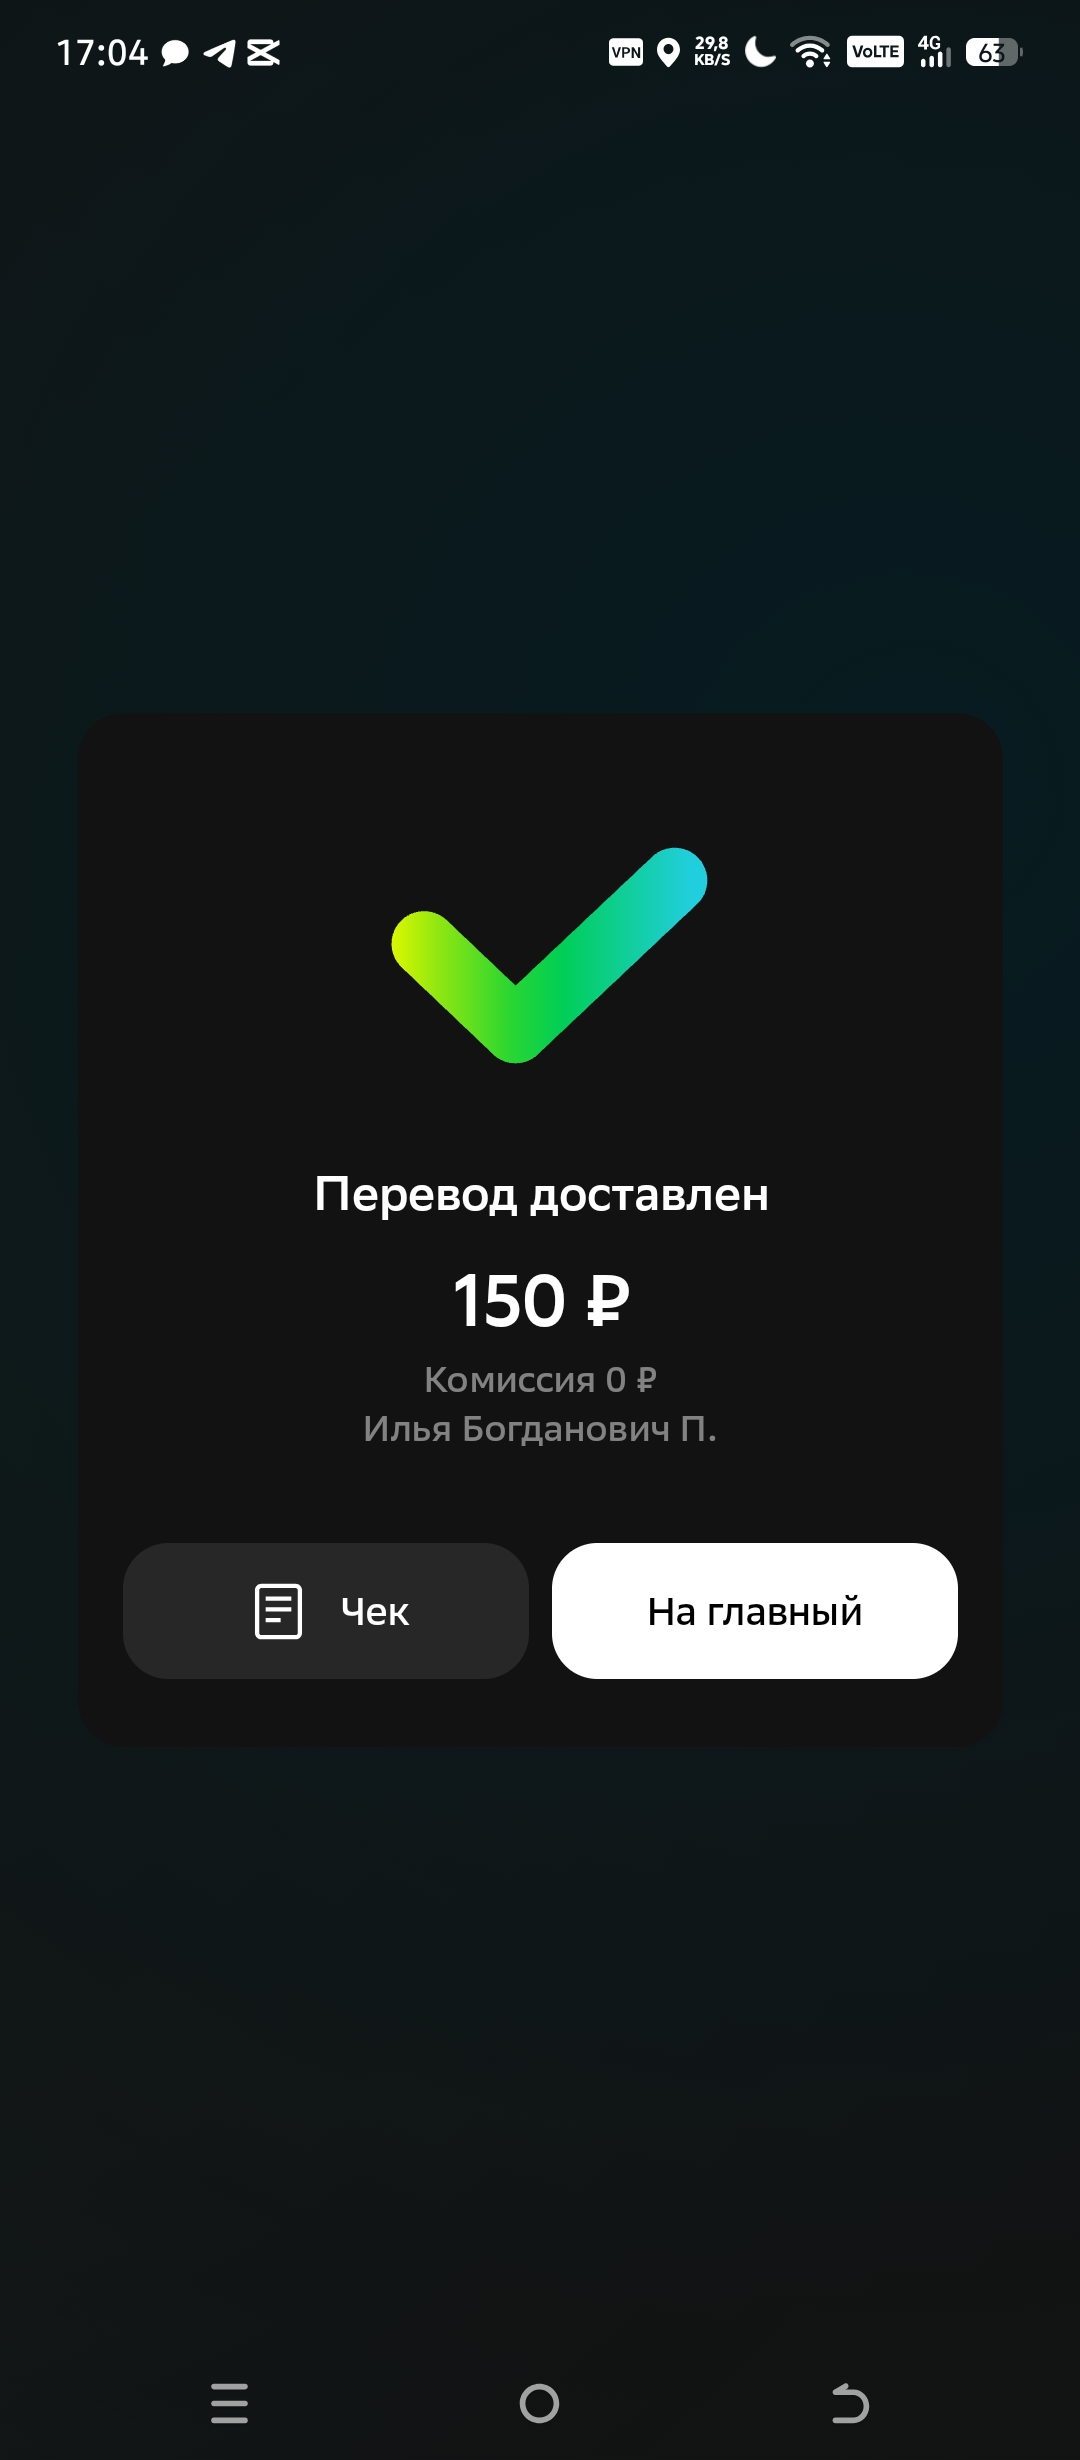 17:04 VPN 29,8 KB/S VoLTE 4G 63
Перевод доставлен
150 ₽
Комиссия 0 ₽
Илья Богданович П.
Чек
На главный